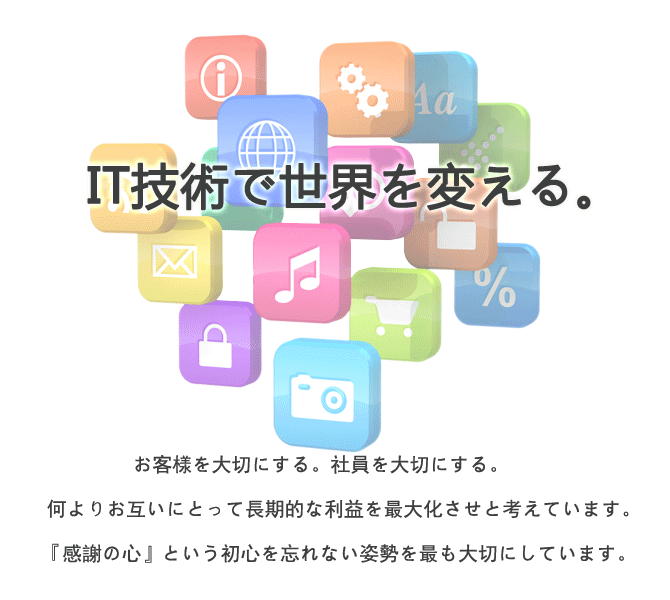 Aa
IT技術で世界を変える。
%
お客様を大切にする。社員を大切にする。
何よりお互いにとって長期的な利益を最大化させと考えています。
『感謝の心』という初心を忘れない姿勢を最も大切にしています。